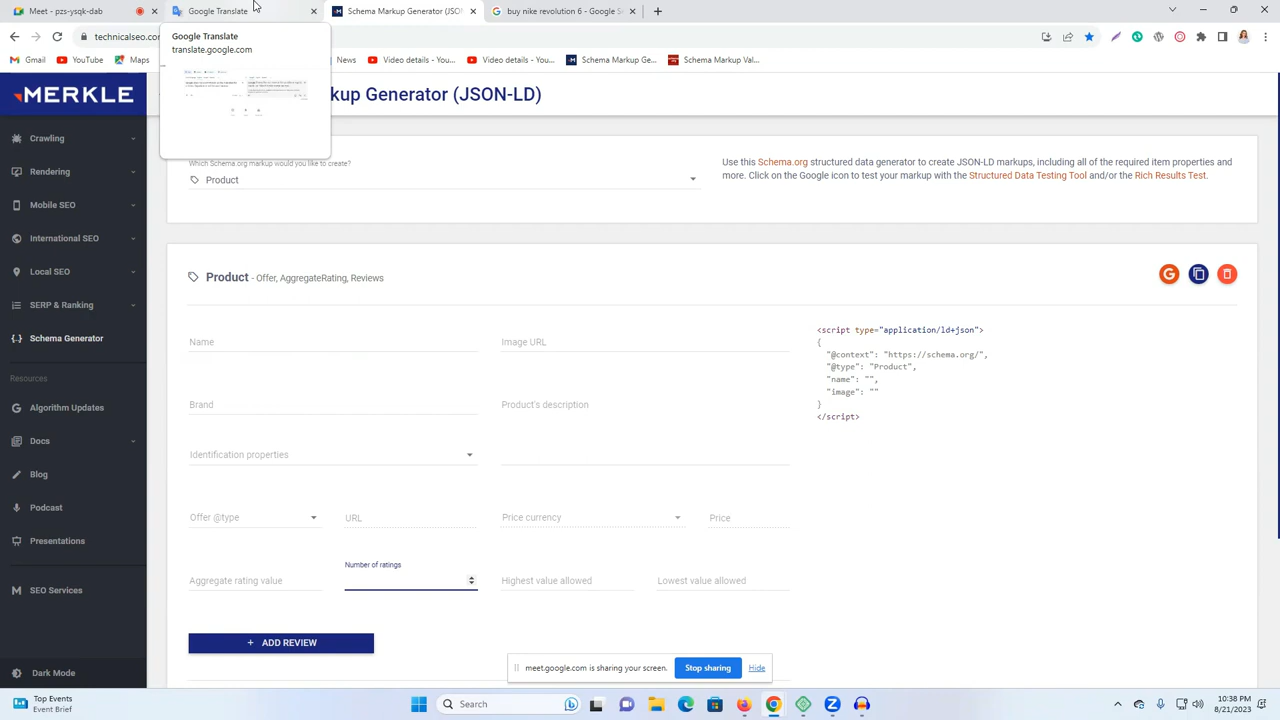 Meet - pzs-yqsk-dab
Google Translate
Schema Markup Generator (JSON
buy nike revolution 6 - Google S
technicalseo.c
Google Translate
translate.google.com
Gmail
YouTube
Maps
News
Video details - You...
Video details - You...
Schema Markup Ge...
Schema Markup Val...
MERKLE
kup Generator (JSON-LD)
Crawling
Rendering
Mobile SEO
International SEO
Local SEO
SERP & Ranking
Schema Generator
Resources
Algorithm Updates
Docs
Blog
Podcast
Presentations
SEO Services
Dark Mode
Which Schema.org markup would you like to create?
Product
Use this Schema.org structured data generator to create JSON-LD markups, including all of the required item properties and
more. Click on the Google icon to test your markup with the Structured Data Testing Tool and/or the Rich Results Test.
Product - Offer, AggregateRating, Reviews
Name
Image URL
Brand
Product's description
Identification properties
Offer @type
URL
Price currency
Price
Aggregate rating value
Number of ratings
Highest value allowed
Lowest value allowed
+ ADD REVIEW
<script type="application/ld+json">
{
"@context": "https://schema.org/",
"@type": "Product",
"name": "",
"image": ""
}
</script>
meet.google.com is sharing your screen.
Stop sharing
Hide
Top Events
Event Brief
Search
10:38 PM
8/21/2023